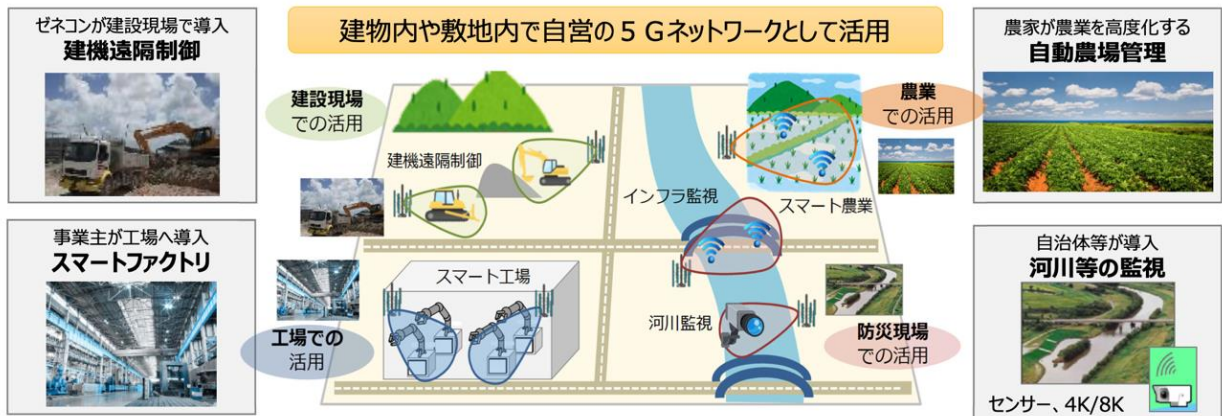 建物内や敷地内で自営の５Ｇネットワークとして活用
ゼネコンが建設現場で導入
建機遠隔制御
建設現場
での活用
建機遠隔制御
農業
での活用
スマート農業
インフラ監視
農家が農業を高度化する
自動農場管理
事業主が工場へ導入
スマートファクトリ
工場での
活用
スマート工場
河川監視
防災現場
での活用
自治体等が導入
河川等の監視
センサー、4K/8K